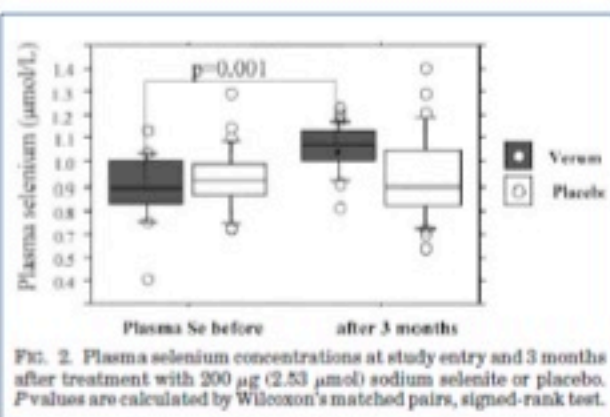 Plasma selenium (μmol/L)
1.4
1.3
1.2
1.1
1.0
0.9
0.8
0.7
0.5
0.4
p=0.001
Verum
Placebo
Plasma Se before after 3 months
FIG. 2. Plasma selenium concentrations at study entry and 3 months
after treatment with 200 μg (2.53 μmol) sodium selenite or placebo.
P values are calculated by Wilcoxon's matched pairs, signed-rank test.